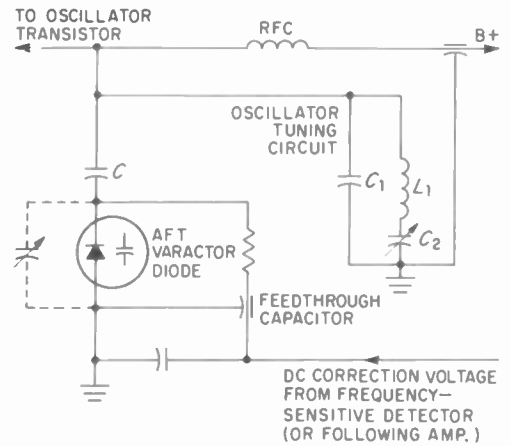 TO OSCILLATOR
TRANSISTOR
RFC
B+
OSCILLATOR
TUNING
CIRCUIT
C
C1
L1
C2
AFT
VARACTOR
DIODE
FEEDTHROUGH
CAPACITOR
DC CORRECTION VOLTAGE
FROM FREQUENCY-
SENSITIVE DETECTOR
(OR FOLLOWING AMP.)